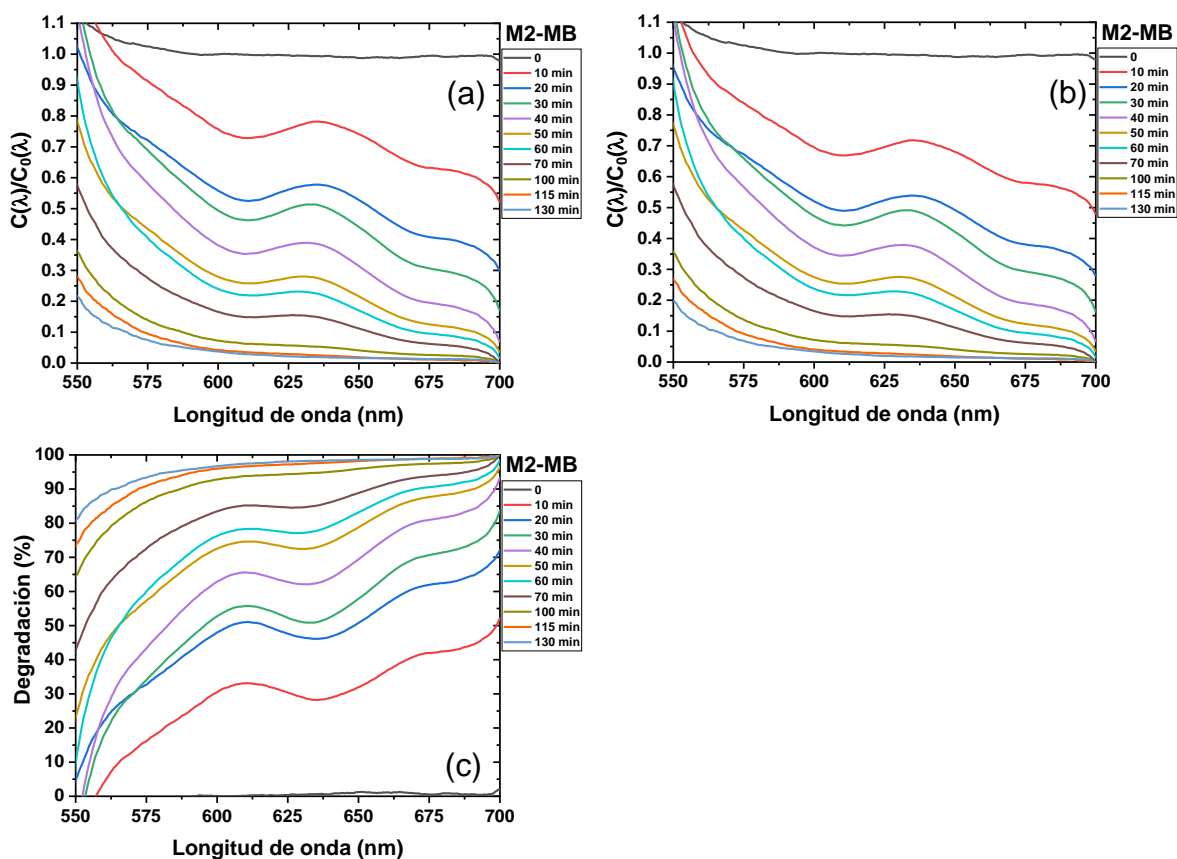 M2-MB
1.1
1.0
0.9
0.8
0.7
0.6
0.5
0.4
0.3
0.2
0.1
0.0
C(λ)/C₀(λ)
(a)
0
10 min
20 min
30 min
40 min
50 min
60 min
70 min
100 min
115 min
130 min
550 575 600 625 650 675 700
Longitud de onda (nm)
M2-MB
1.1
1.0
0.9
0.8
0.7
0.6
0.5
0.4
0.3
0.2
0.1
0.0
C(λ)/C₀(λ)
(b)
0
10 min
20 min
30 min
40 min
50 min
60 min
70 min
100 min
115 min
130 min
550 575 600 625 650 675 700
Longitud de onda (nm)
M2-MB
100
90
80
70
60
50
40
30
20
10
0
Degradación (%)
(c)
0
10 min
20 min
30 min
40 min
50 min
60 min
70 min
100 min
115 min
130 min
550 575 600 625 650 675 700
Longitud de onda (nm)